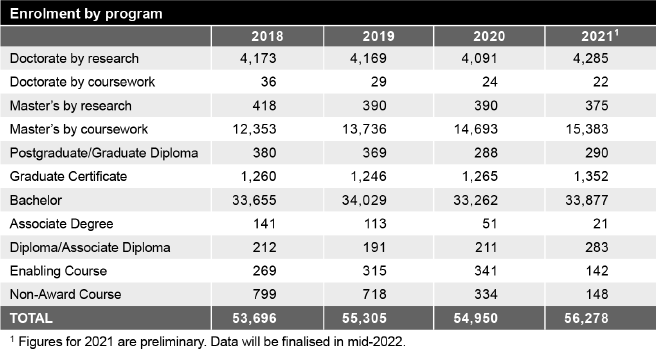 Enrolment by program
2018 2019 2020 2021¹
Doctorate by research 4,173 4,169 4,091 4,285
Doctorate by coursework 36 29 24 22
Master's by research 418 390 390 375
Master's by coursework 12,353 13,736 14,693 15,383
Postgraduate/Graduate Diploma 380 369 288 290
Graduate Certificate 1,260 1,246 1,265 1,352
Bachelor 33,655 34,029 33,262 33,877
Associate Degree 141 113 51 21
Diploma/Associate Diploma 212 191 211 283
Enabling Course 269 315 341 142
Non-Award Course 799 718 334 148
TOTAL 53,696 55,305 54,950 56,278
¹ Figures for 2021 are preliminary. Data will be finalised in mid-2022.